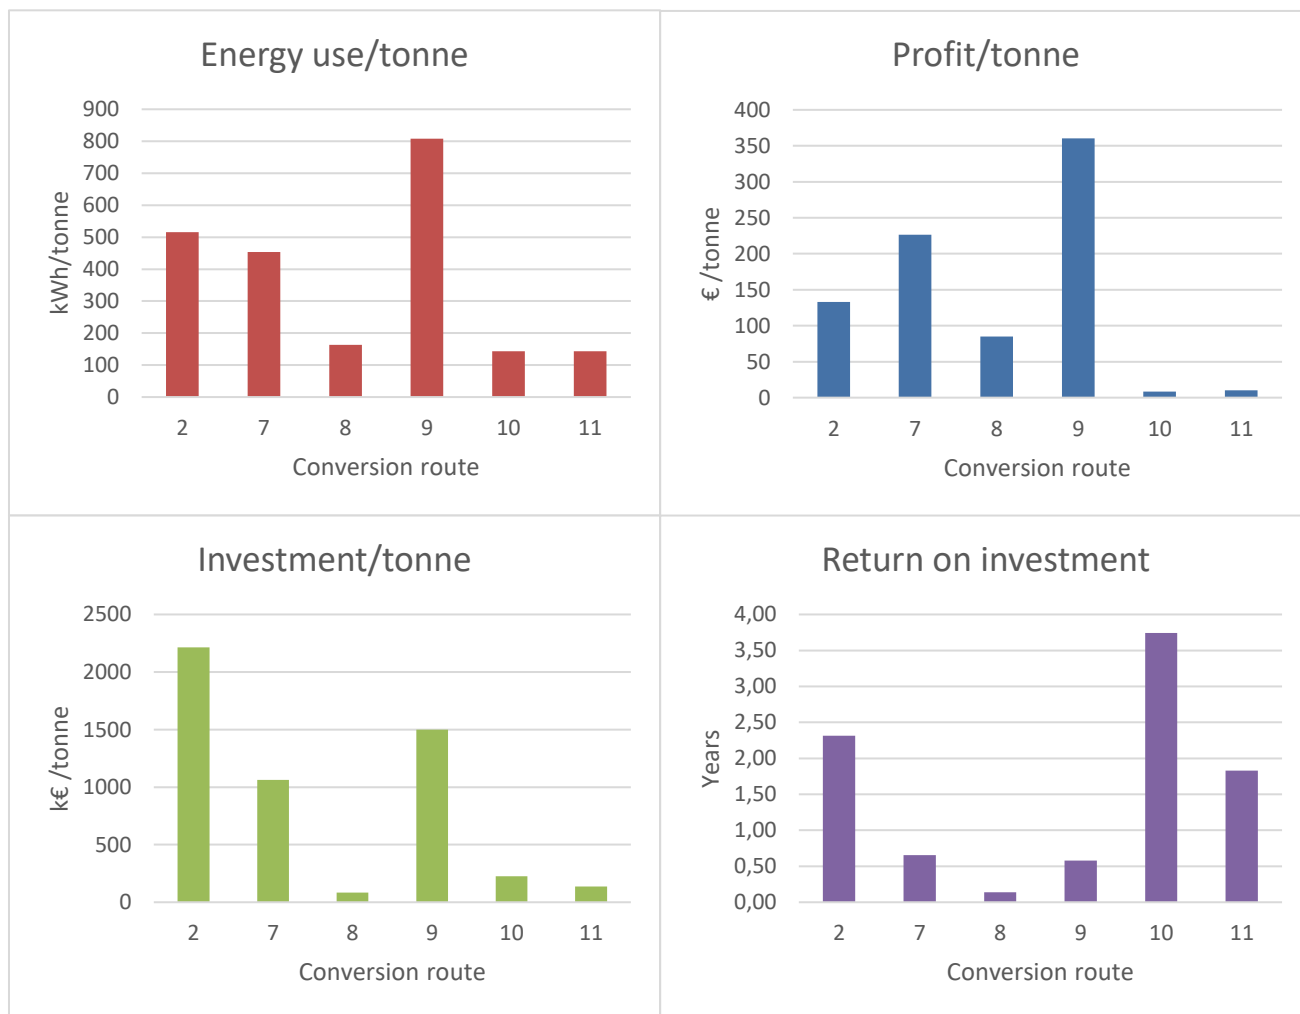 Energy use/tonne
900
800
700
600
500
400
300
200
100
0
kWh/tonne
2 7 8 9 10 11
Conversion route
Profit/tonne
400
350
300
250
200
150
100
50
0
€ /tonne
2 7 8 9 10 11
Conversion route
Investment/tonne
2500
2000
1500
1000
500
0
k€ /tonne
2 7 8 9 10 11
Conversion route
Return on investment
4,00
3,50
3,00
2,50
2,00
1,50
1,00
0,50
0,00
Years
2 7 8 9 10 11
Conversion route